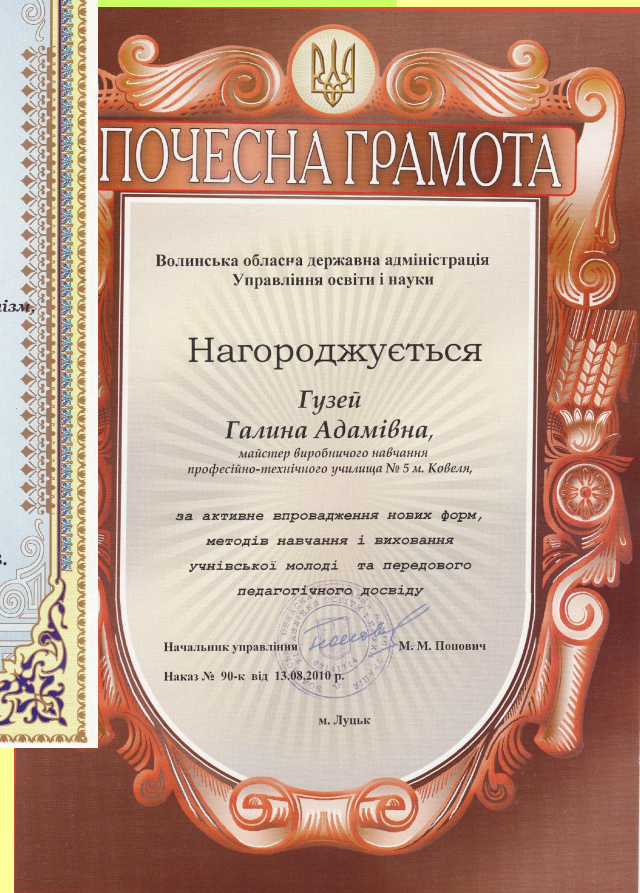 ПОЧЕСНА ГРАМОТА
Волинська обласна державна адміністрація
Управління освіти і науки
Нагороджується
Гузей
Галина Адамівна,
майстер виробничого навчання
професійно-технічного училища № 5 м. Ковеля,
за активне впровадження нових форм,
методів навчання і виховання
учнівської молоді та передового
педагогічного досвіду
Начальник управління М. М. Попович
Наказ № 90-к від 13.08.2010 р.
м. Луцьк